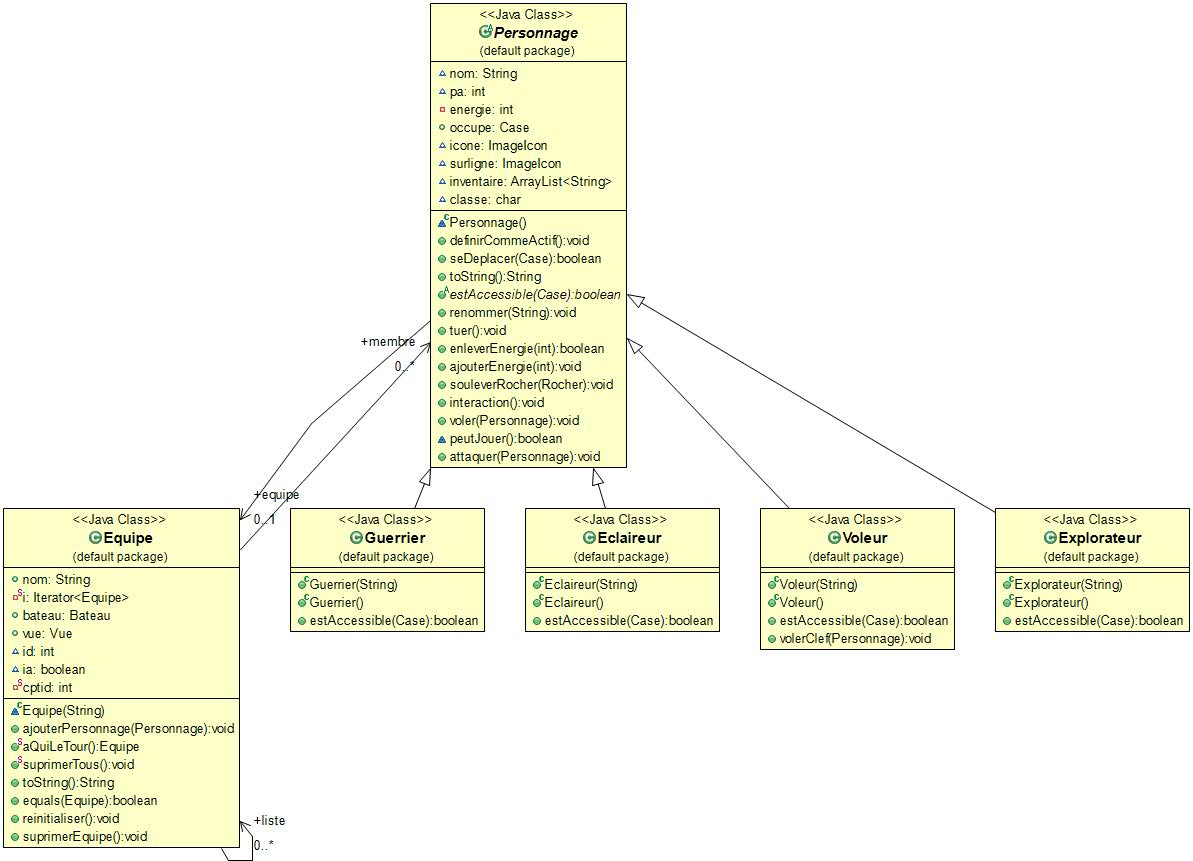 <<Java Class>>
Personnage
(default package)
nom: String
pa: int
energie: int
occupe: Case
icone: ImageIcon
surligne: ImageIcon
inventaire: ArrayList<String>
classe: char
Personnage()
definirCommeActif():void
seDeplacer(Case):boolean
toString():String
estAccessible(Case):boolean
renommer(String):void
tuer():void
enleverEnergie(int):boolean
ajouterEnergie(int):void
souleverRocher(Rocher):void
interaction():void
voler(Personnage):void
peutJouer():boolean
attaquer(Personnage):void
+membre
0..*
+equipe
0..1
<<Java Class>>
Equipe
(default package)
nom: String
i: Iterator<Equipe>
bateau: Bateau
vue: Vue
id: int
ia: boolean
cptid: int
Equipe(String)
ajouterPersonnage(Personnage):void
aQuiLeTour():Equipe
suprimerTous():void
toString():String
equals(Equipe):boolean
reinitialiser():void
suprimerEquipe():void
+liste
0..*
<<Java Class>>
Guerrier
(default package)
Guerrier(String)
Guerrier()
estAccessible(Case):boolean
<<Java Class>>
Eclaireur
(default package)
Eclaireur(String)
Eclaireur()
estAccessible(Case):boolean
<<Java Class>>
Voleur
(default package)
Voleur(String)
Voleur()
estAccessible(Case):boolean
volerClef(Personnage):void
<<Java Class>>
Explorateur
(default package)
Explorateur(String)
Explorateur()
estAccessible(Case):boolean